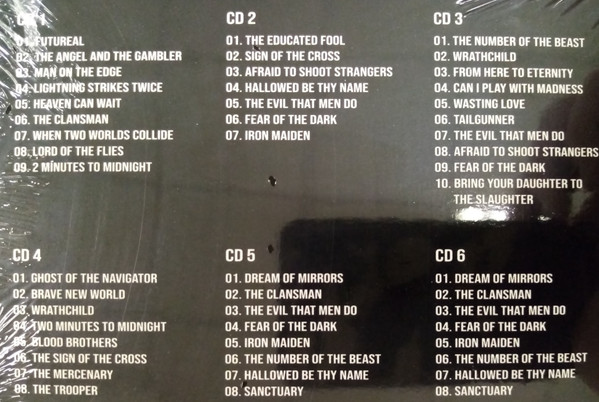 CD 1
01. FUTUREAL
02. THE ANGEL AND THE GAMBLER
03. MAN ON THE EDGE
04. LIGHTNING STRIKES TWICE
05. HEAVEN CAN WAIT
06. THE CLANSMAN
07. WHEN TWO WORLDS COLLIDE
08. LORD OF THE FLIES
09. 2 MINUTES TO MIDNIGHT
CD 2
01. THE EDUCATED FOOL
02. SIGN OF THE CROSS
03. AFRAID TO SHOOT STRANGERS
04. HALLOWED BE THY NAME
05. THE EVIL THAT MEN DO
06. FEAR OF THE DARK
07. IRON MAIDEN
CD 3
01. THE NUMBER OF THE BEAST
02. WRATHCHILD
03. FROM HERE TO ETERNITY
04. CAN I PLAY WITH MADNESS
05. WASTING LOVE
06. TAILGUNNER
07. THE EVIL THAT MEN DO
08. AFRAID TO SHOOT STRANGERS
09. FEAR OF THE DARK
10. BRING YOUR DAUGHTER TO
THE SLAUGHTER
CD 4
01. GHOST OF THE NAVIGATOR
02. BRAVE NEW WORLD
03. WRATHCHILD
04. TWO MINUTES TO MIDNIGHT
05. BLOOD BROTHERS
06. THE SIGN OF THE CROSS
07. THE MERCENARY
08. THE TROOPER
CD 5
01. DREAM OF MIRRORS
02. THE CLANSMAN
03. THE EVIL THAT MEN DO
04. FEAR OF THE DARK
05. IRON MAIDEN
06. THE NUMBER OF THE BEAST
07. HALLOWED BE THY NAME
08. SANCTUARY
CD 6
01. DREAM OF MIRRORS
02. THE CLANSMAN
03. THE EVIL THAT MEN DO
04. FEAR OF THE DARK
05. IRON MAIDEN
06. THE NUMBER OF THE BEAST
07. HALLOWED BE THY NAME
08. SANCTUARY